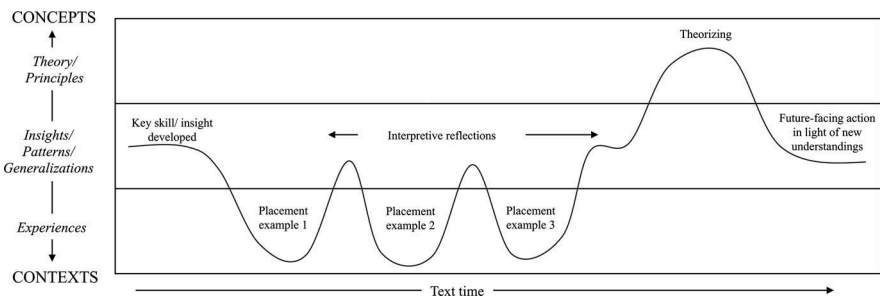 CONCEPTS
Theory/
Principles
Insights/
Patterns/
Generalizations
Experiences
CONTEXTS
Key skill/ insight
developed
Interpretive reflections
Theorizing
Future-facing action
in light of new
understandings
Placement
example 1
Placement
example 2
Placement
example 3
Text time